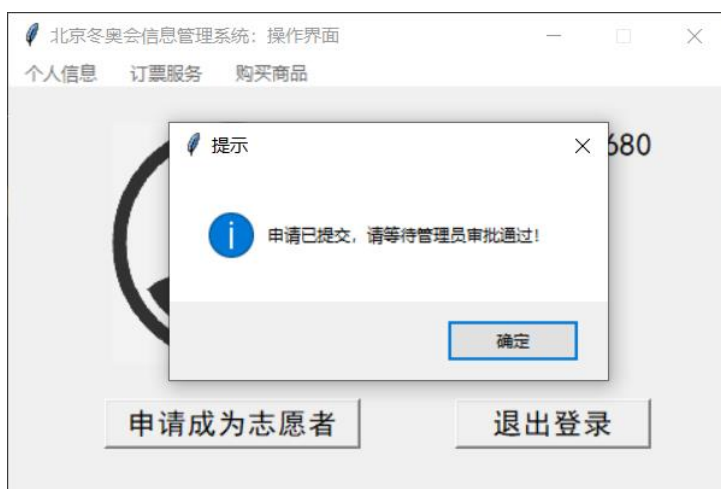 北京冬奥会信息管理系统：操作界面
个人信息 订票服务 购买商品
提示
680
申请已提交，请等待管理员审批通过！
确定
申请成为志愿者 退出登录